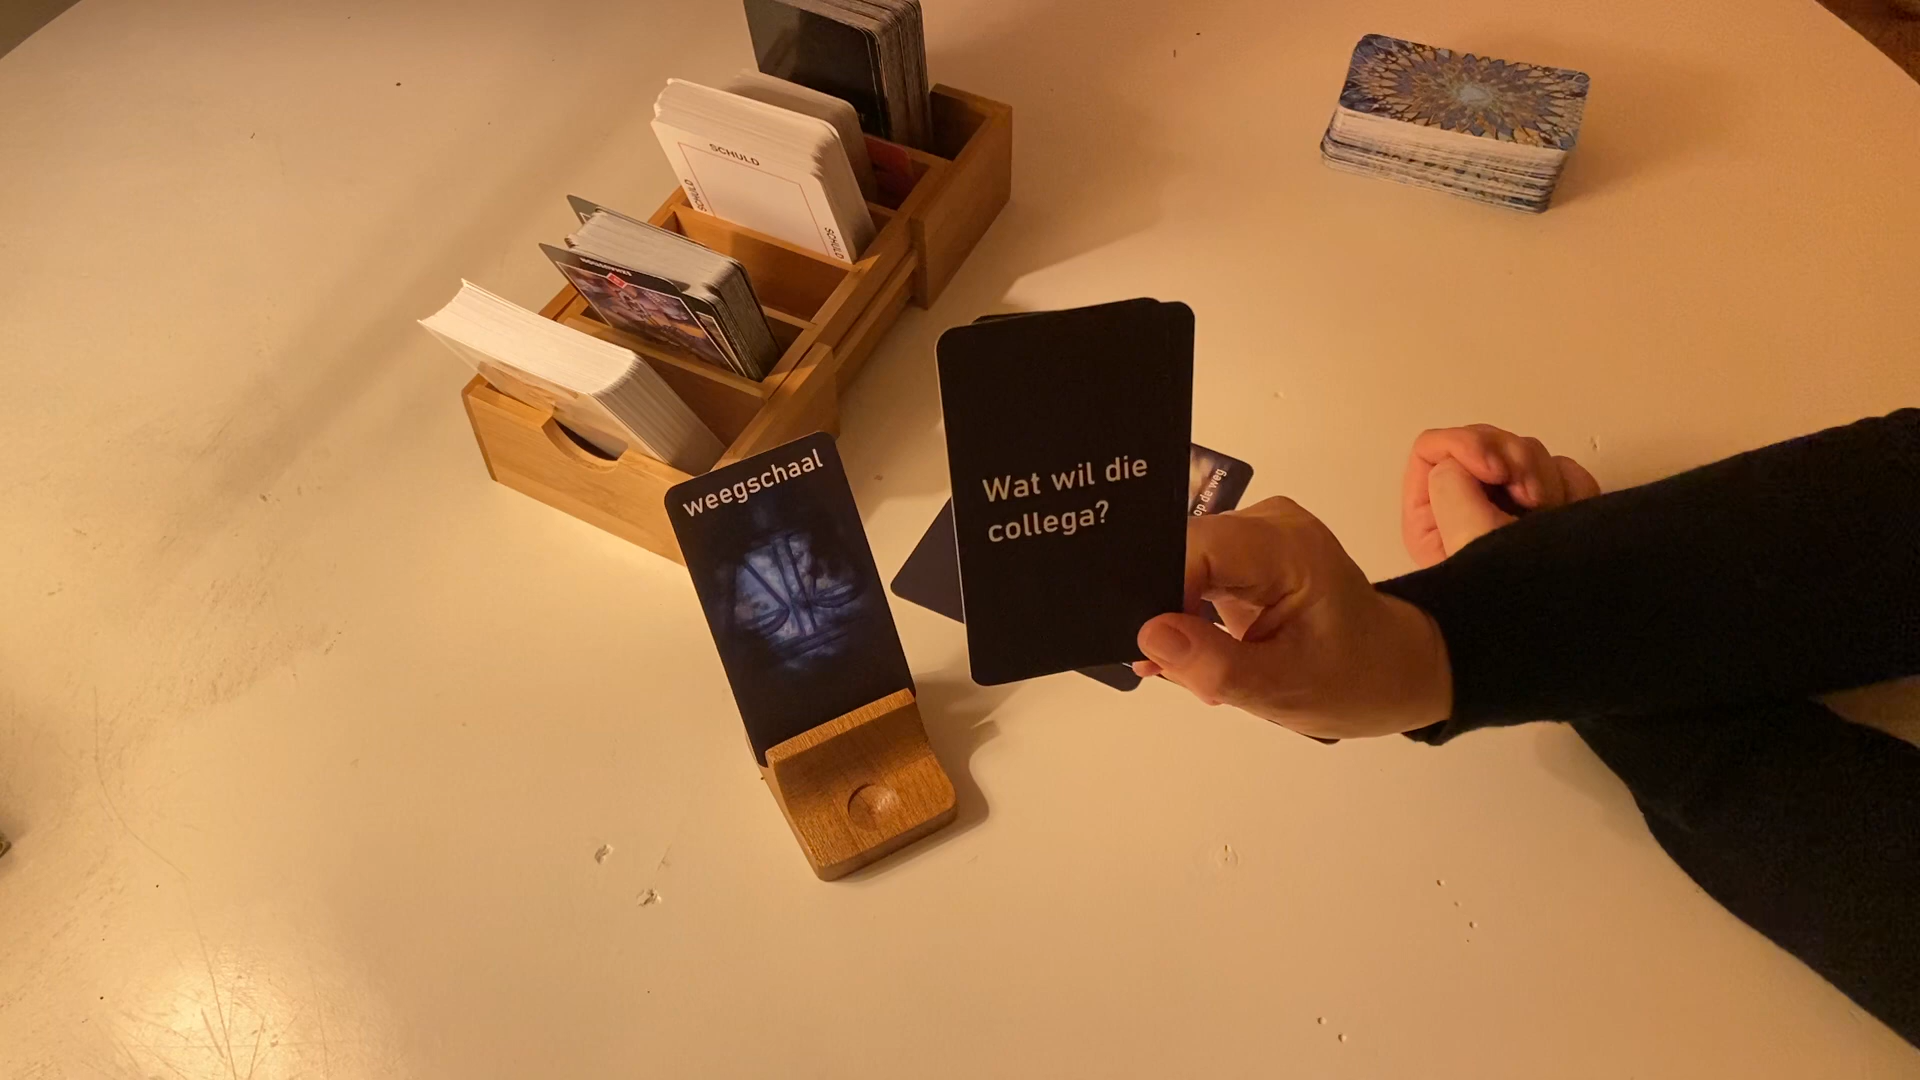 SCHULD
SCHULD
SCHULD
weegschaal
Wat wil die
collega?
op de weg